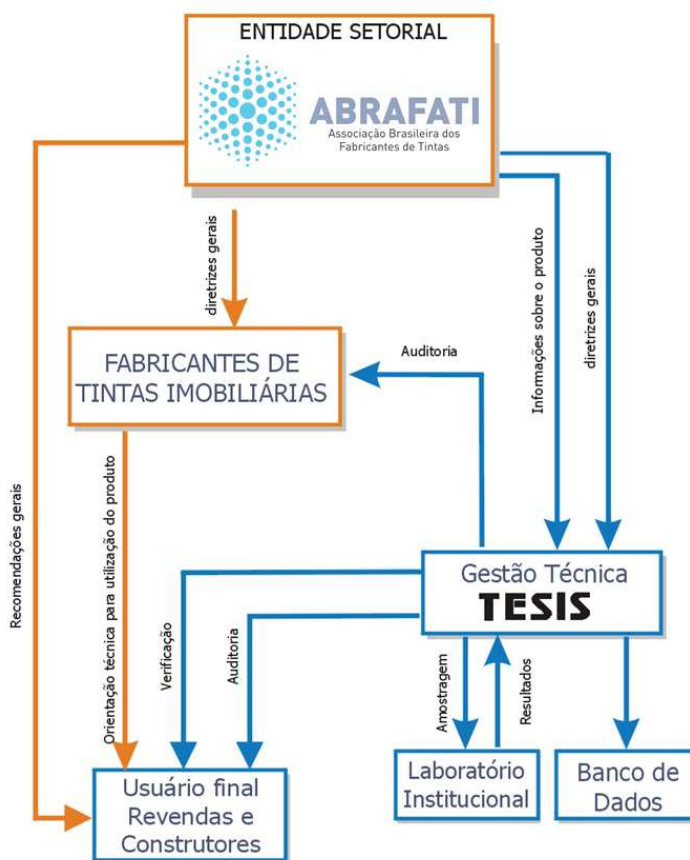 ENTIDADE SETORIAL
ABRAFATI
Associação Brasileira dos
Fabricantes de Tintas
diretrizes gerais
Informações sobre o produto
diretrizes gerais
FABRICANTES DE
TINTAS IMOBILIÁRIAS
Auditoria
Recomendações gerais
Orientação técnica para utilização do produto
Gestão Técnica
TESIS
Verificação
Auditoria
Amostragem
Resultados
Usuário final
Revendas e
Construtores
Laboratório
Institucional
Banco de
Dados